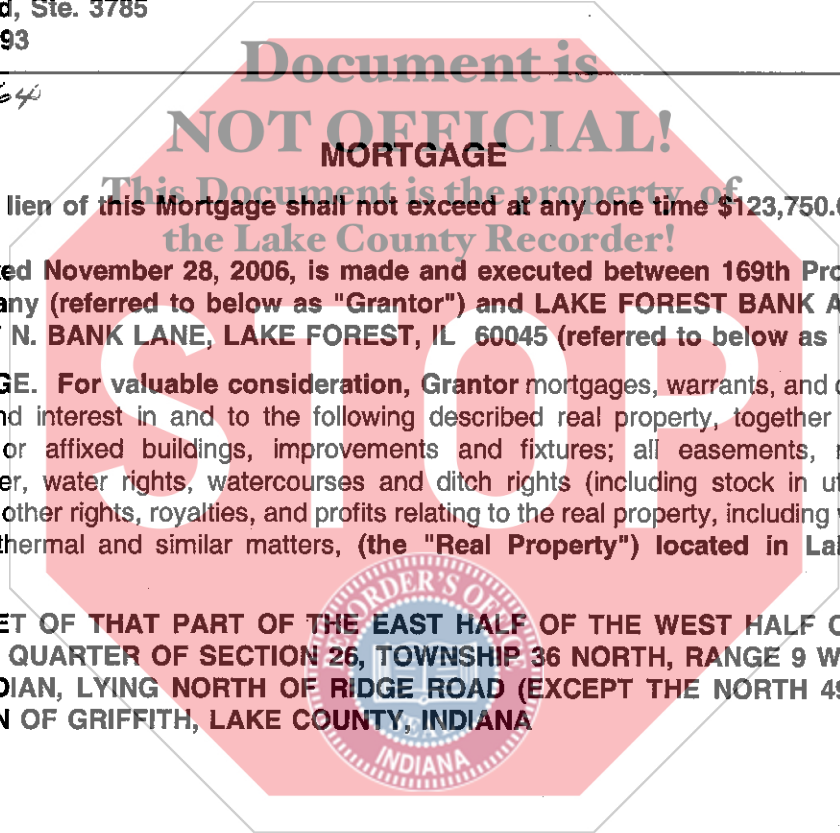 d, Ste. 3785
93
64
Document is
NOT OFFICIAL!
MORTGAGE
This Document is the property of
lien of this Mortgage shall not exceed at any one time $123,750.
the Lake County Recorder!
ed November 28, 2006, is made and executed between 169th Pro
any (referred to below as "Grantor") and LAKE FOREST BANK A
N. BANK LANE, LAKE FOREST, IL 60045 (referred to below as
GE. For valuable consideration, Grantor mortgages, warrants, and
nd interest in and to the following described real property, together
or affixed buildings, improvements and fixtures; all easements,
er, water rights, watercourses and ditch rights (including stock in ut
other rights, royalties, and profits relating to the real property, including
thermal and similar matters, (the "Real Property") located in La
STOP
ET OF THAT PART OF THE EAST HALF OF THE WEST HALF O
QUARTER OF SECTION 26, TOWNSHIP 36 NORTH, RANGE 9 W
DIAN, LYING NORTH OF RIDGE ROAD (EXCEPT THE NORTH 49
N OF GRIFFITH, LAKE COUNTY, INDIANA
RECORDER'S OFFICE
SEAL
INDIANA